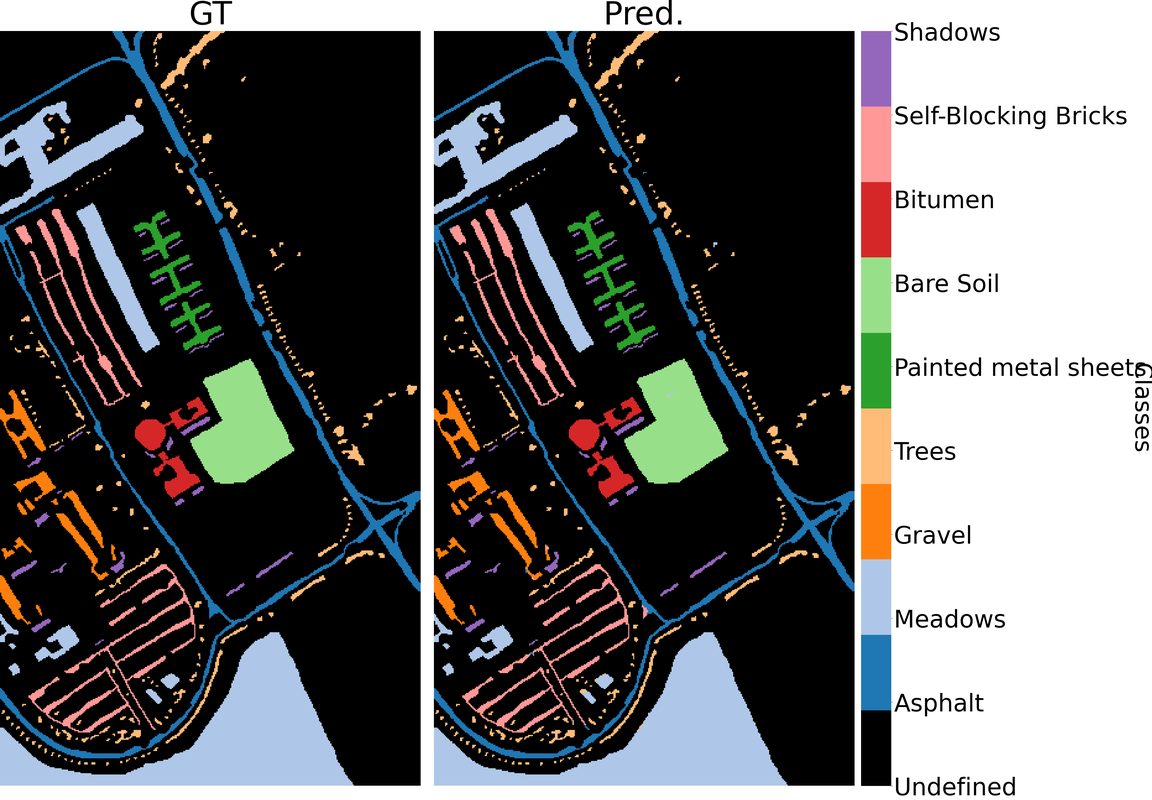 GT
Pred.
Shadows
Self-Blocking Bricks
Bitumen
Bare Soil
Painted metal sheets
Trees
Gravel
Meadows
Asphalt
Undefined
Classes